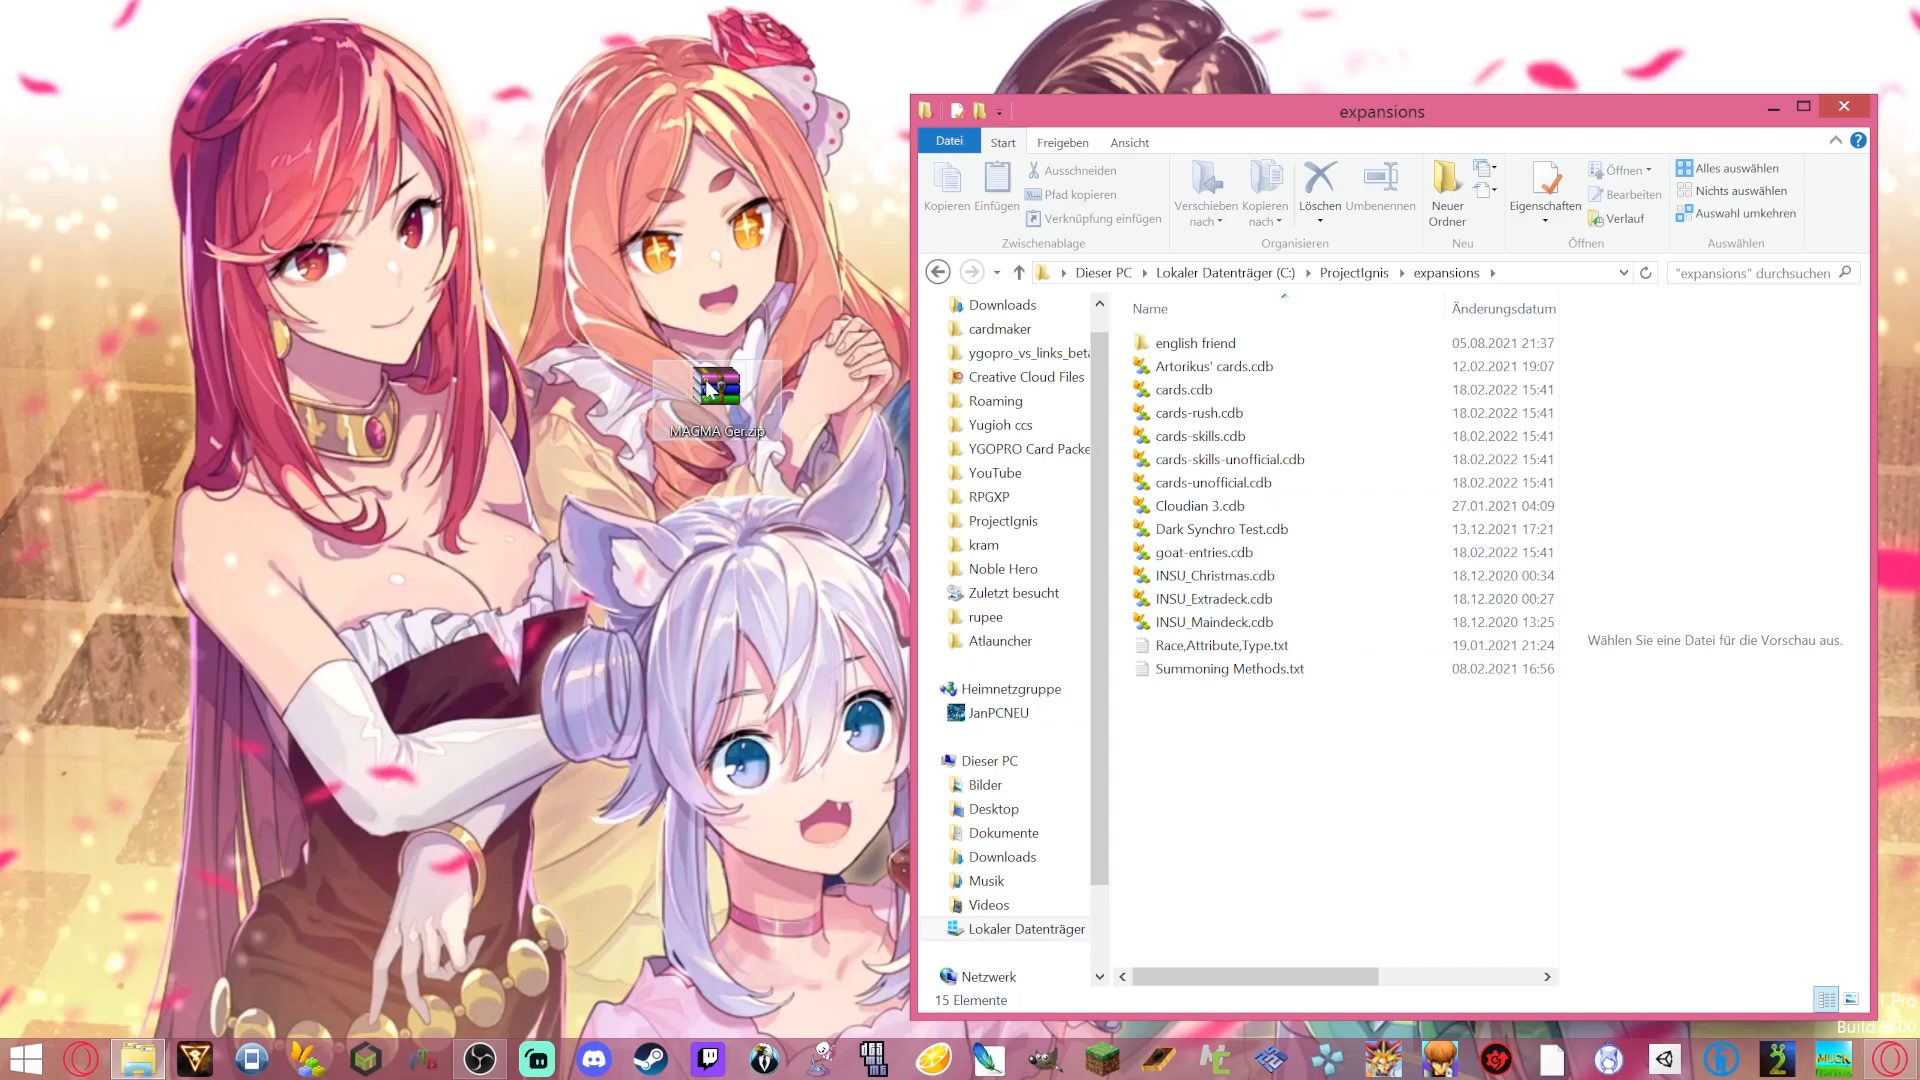 expansions
Datei
Start
Freigeben
Ansicht
Kopieren
Einfügen
Ausschneiden
Pfad kopieren
Verknüpfung einfügen
Zwischenablage
Verschieben nach
Kopieren nach
Löschen
Umbenennen
Organisieren
Neuer Ordner
Neu
Eigenschaften
Öffnen
Bearbeiten
Verlauf
Öffnen
Alles auswählen
Nichts auswählen
Auswahl umkehren
Auswählen
Dieser PC
Lokaler Datenträger (C:)
ProjectIgnis
expansions
"expansions" durchsuchen
Downloads
cardmaker
ygopro_vs_links_beta
Creative Cloud Files
Roaming
Yugioh ccs
YGOPRO Card Packe
YouTube
RPGXP
ProjectIgnis
kram
Noble Hero
Zuletzt besucht
rupee
Atlauncher
Heimnetzgruppe
JanPCNEU
Dieser PC
Bilder
Desktop
Dokumente
Downloads
Musik
Videos
Lokaler Datenträger
Netzwerk
Name Änderungsdatum
english friend 05.08.2021 21:37
Artorikus' cards.cdb 12.02.2021 19:07
cards.cdb 18.02.2022 15:41
cards-rush.cdb 18.02.2022 15:41
cards-skills.cdb 18.02.2022 15:41
cards-skills-unofficial.cdb 18.02.2022 15:41
cards-unofficial.cdb 18.02.2022 15:41
Cloudian 3.cdb 27.01.2021 04:09
Dark Synchro Test.cdb 13.12.2021 17:21
goat-entries.cdb 18.02.2022 15:41
INSU_Christmas.cdb 18.12.2020 00:34
INSU_Extradeck.cdb 18.12.2020 00:27
INSU_Maindeck.cdb 18.12.2020 13:25
Race,Attribute,Type.txt 19.01.2021 21:24
Summoning Methods.txt 08.02.2021 16:56
Wählen Sie eine Datei für die Vorschau aus.
15 Elemente
MAGMA Ger.zip
1 Pro
Build 9600
MUCK